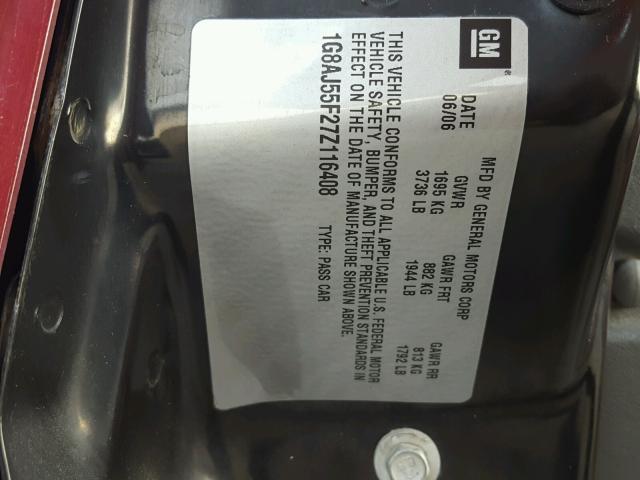 GM®
MFD BY GENERAL MOTORS CORP
DATE GVWR GAWR FRT GAWR RR
06/06 1695 KG 882 KG 813 KG
3736 LB 1944 LB 1792 LB
THIS VEHICLE CONFORMS TO ALL APPLICABLE U.S. FEDERAL MOTOR
VEHICLE SAFETY, BUMPER, AND THEFT PREVENTION STANDARDS IN
EFFECT ON THE DATE OF MANUFACTURE SHOWN ABOVE.
1G8AJ55F27Z116408 TYPE: PASS CAR